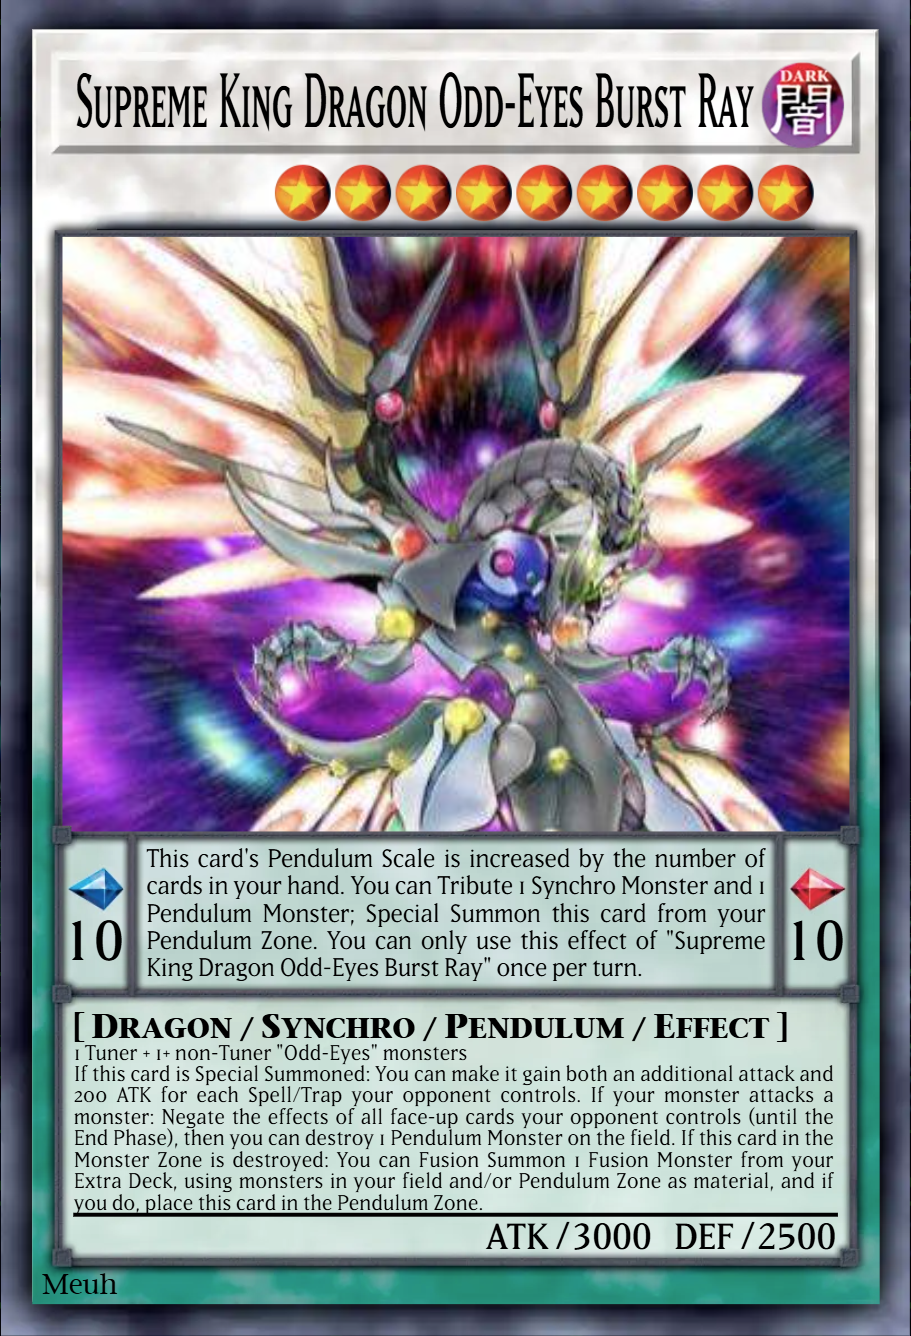 Supreme King Dragon Odd-Eyes Burst Ray
DARK
闇
This card's Pendulum Scale is increased by the number of
cards in your hand. You can Tribute 1 Synchro Monster and 1
Pendulum Monster; Special Summon this card from your
Pendulum Zone. You can only use this effect of "Supreme
King Dragon Odd-Eyes Burst Ray" once per turn.
10
10
[ Dragon / Synchro / Pendulum / Effect ]
1 Tuner + 1+ non-Tuner "Odd-Eyes" monsters
If this card is Special Summoned: You can make it gain both an additional attack and
200 ATK for each Spell/Trap your opponent controls. If your monster attacks a
monster: Negate the effects of all face-up cards your opponent controls (until the
End Phase), then you can destroy 1 Pendulum Monster on the field. If this card in the
Monster Zone is destroyed: You can Fusion Summon 1 Fusion Monster from your
Extra Deck, using monsters in your field and/or Pendulum Zone as material, and if
you do, place this card in the Pendulum Zone.
ATK/3000 DEF/2500
Meuh